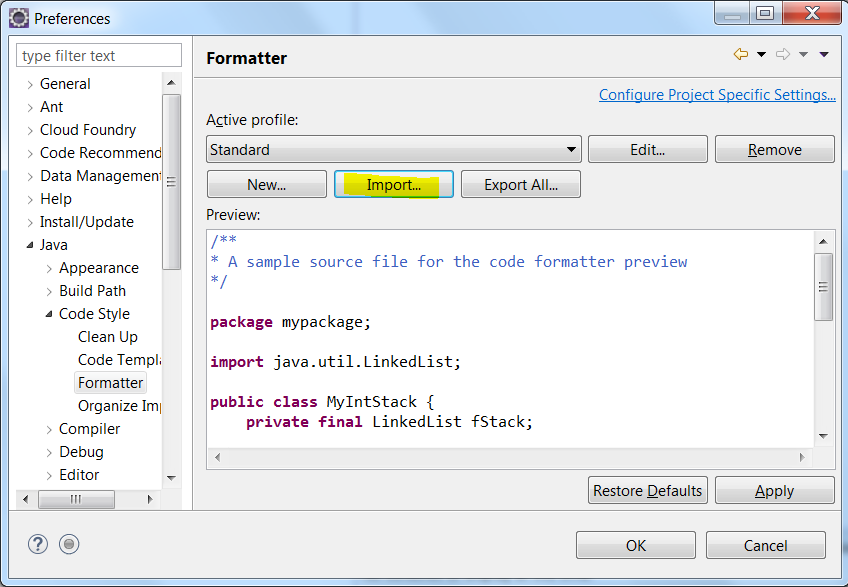 Preferences
type filter text
General
Ant
Cloud Foundry
Code Recommend
Data Management
Help
Install/Update
Java
Appearance
Build Path
Code Style
Clean Up
Code Templa
Formatter
Organize Imp
Compiler
Debug
Editor
Formatter
Configure Project Specific Settings...
Active profile:
Standard
Edit...
Remove
New...
Import...
Export All...
Preview:
/**
* A sample source file for the code formatter preview
*/
package mypackage;
import java.util.LinkedList;
public class MyIntStack {
private final LinkedList fStack;
Restore Defaults
Apply
?
OK
Cancel